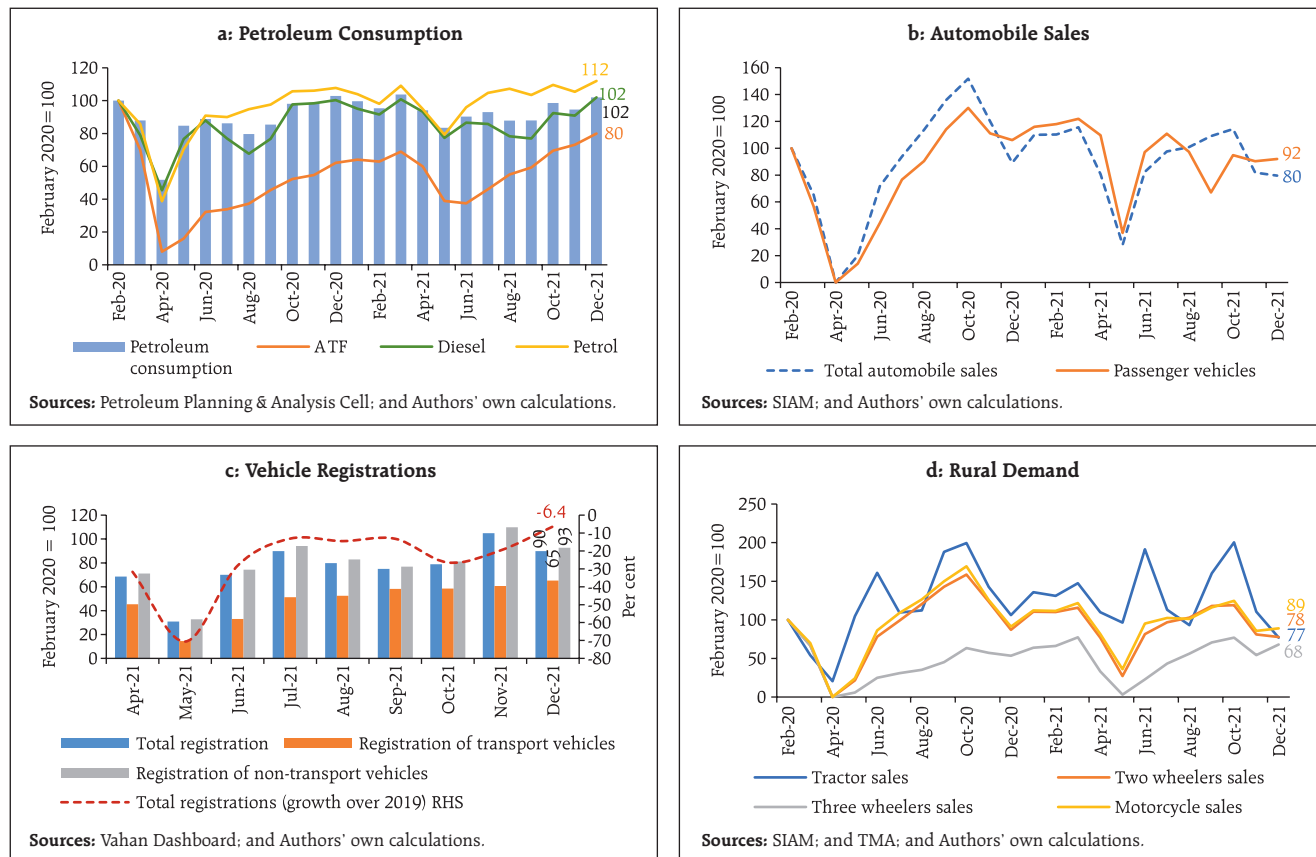 a: Petroleum Consumption
February 2020=100
120
100
80
60
40
20
0
112
102
102
80
Feb-20
Apr-20
Jun-20
Aug-20
Oct-20
Dec-20
Feb-21
Apr-21
Jun-21
Aug-21
Oct-21
Dec-21
Petroleum consumption
ATF
Diesel
Petrol
Sources: Petroleum Planning & Analysis Cell; and Authors' own calculations.
b: Automobile Sales
February 2020=100
160
140
120
100
80
60
40
20
0
92
80
Feb-20
Apr-20
Jun-20
Aug-20
Oct-20
Dec-20
Feb-21
Apr-21
Jun-21
Aug-21
Oct-21
Dec-21
Total automobile sales
Passenger vehicles
Sources: SIAM; and Authors' own calculations.
c: Vehicle Registrations
February 2020 = 100
120
100
80
60
40
20
0
-6.4
90
65
93
0
-10
-20
-30
-40
-50
-60
-70
-80
Per cent
Apr-21
May-21
Jun-21
Jul-21
Aug-21
Sep-21
Oct-21
Nov-21
Dec-21
Total registration
Registration of transport vehicles
Registration of non-transport vehicles
Total registrations (growth over 2019) RHS
Sources: Vahan Dashboard; and Authors' own calculations.
d: Rural Demand
February 2020=100
250
200
150
100
50
0
89
78
77
68
Feb-20
Apr-20
Jun-20
Aug-20
Oct-20
Dec-20
Feb-21
Apr-21
Jun-21
Aug-21
Oct-21
Dec-21
Tractor sales
Two wheelers sales
Three wheelers sales
Motorcycle sales
Sources: SIAM; and TMA; and Authors' own calculations.